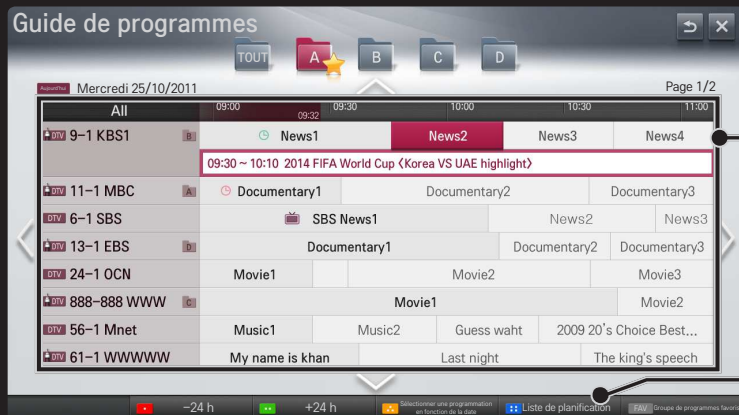 Guide de programmes
TOUT A B C D
Aujourd'hui Mercredi 25/10/2011 Page 1/2
All 09:00 09:32 09:30 10:00 10:30 11:00
DTV 9-1 KBS1 B News1 News2 News3 News4
09:30 ~ 10:10 2014 FIFA World Cup 〈Korea VS UAE highlight〉
DTV 11-1 MBC A Documentary1 Documentary2 Documentary3
DTV 6-1 SBS SBS News1 News2 News3
DTV 13-1 EBS D Documentary1 Documentary2 Documentary3
DTV 24-1 OCN Movie1 Movie2 Movie3
DTV 888-888 WWW C Movie1 Movie2
DTV 56-1 Mnet Music1 Music2 Guess waht 2009 20's Choice Best...
DTV 61-1 WWWWW My name is khan Last night The king's speech
-24 h +24 h Sélectionner une programmation en fonction de la date Liste de planification FAV Groupe de programmes favoris